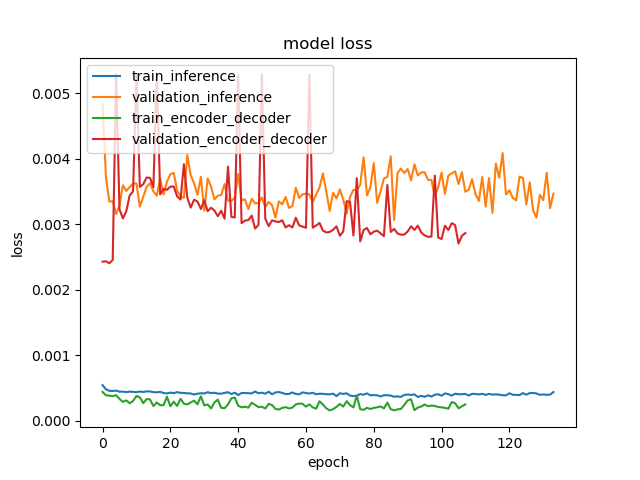 model loss
train_inference
validation_inference
train_encoder_decoder
validation_encoder_decoder
loss
0.005
0.004
0.003
0.002
0.001
0.000
0 20 40 60 80 100 120
epoch